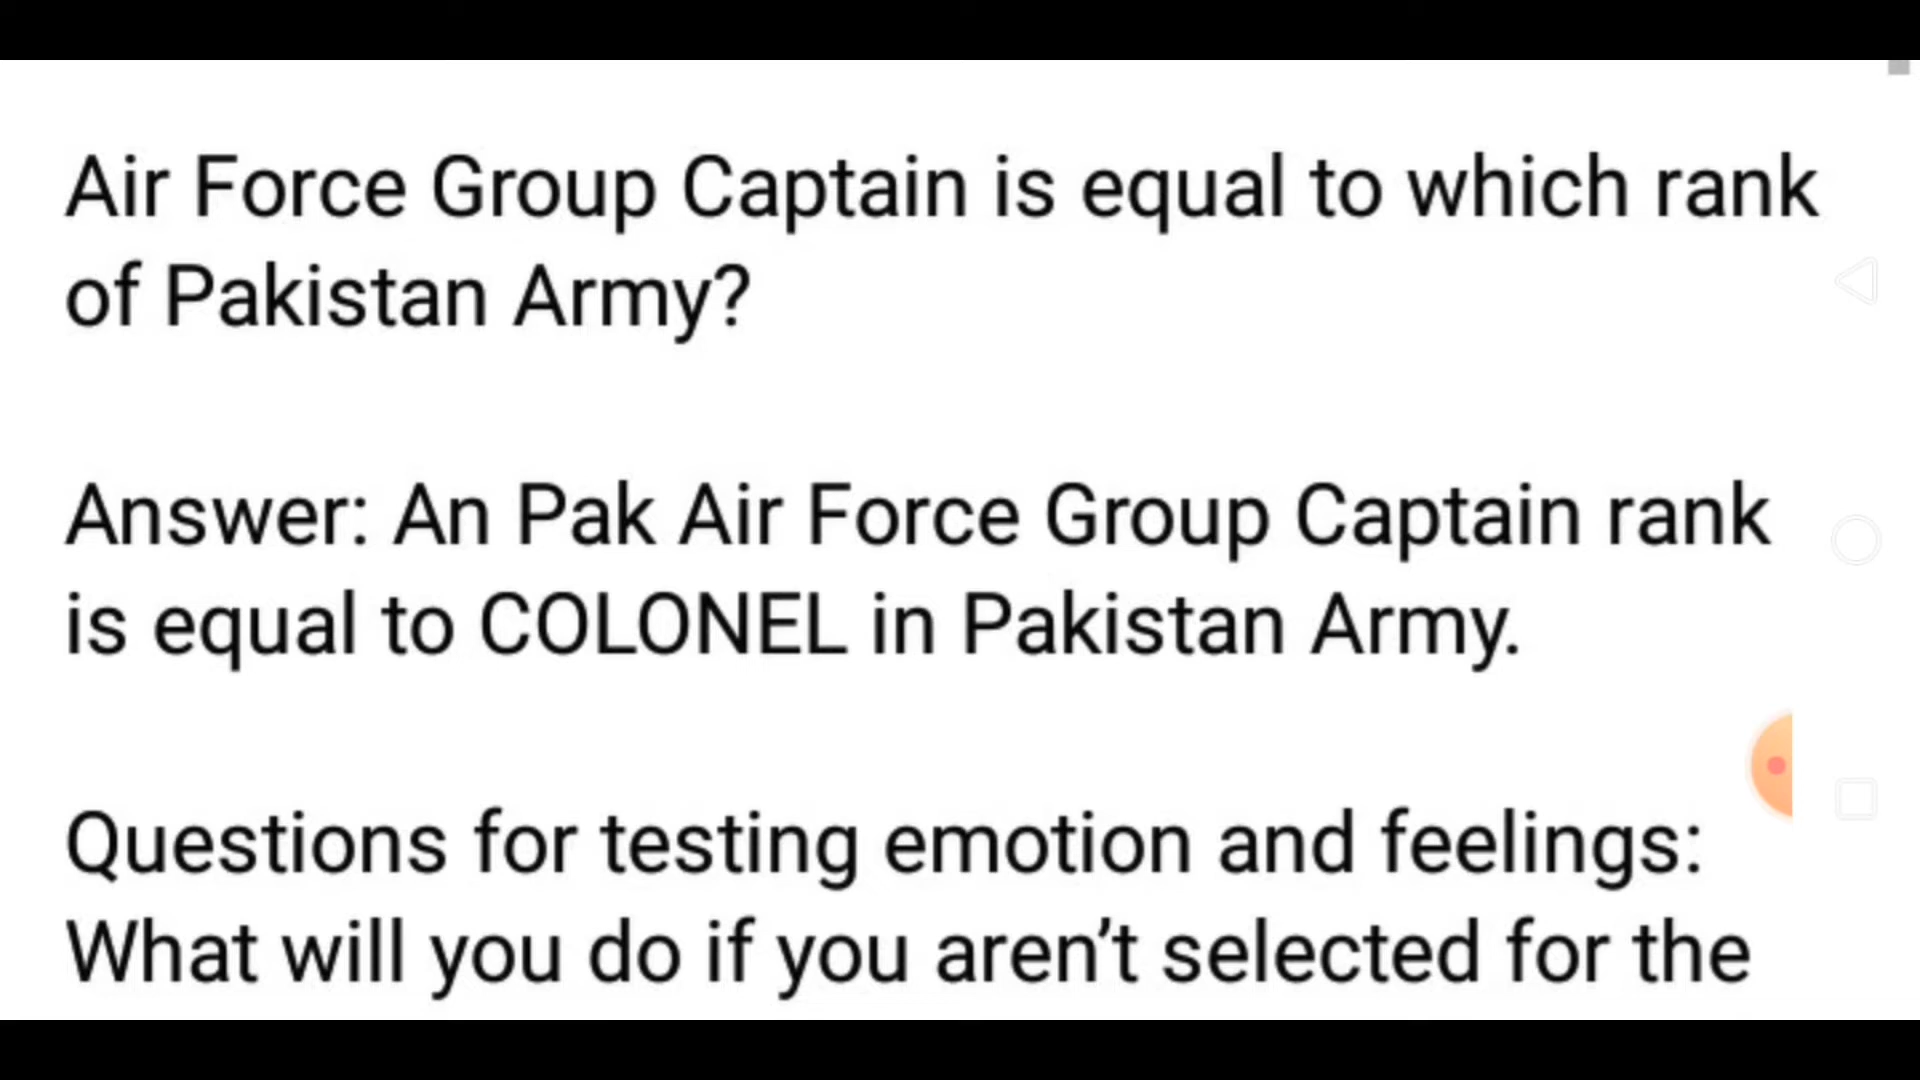 Air Force Group Captain is equal to which rank
of Pakistan Army?
Answer: An Pak Air Force Group Captain rank
is equal to COLONEL in Pakistan Army.
Questions for testing emotion and feelings:
What will you do if you aren’t selected for the